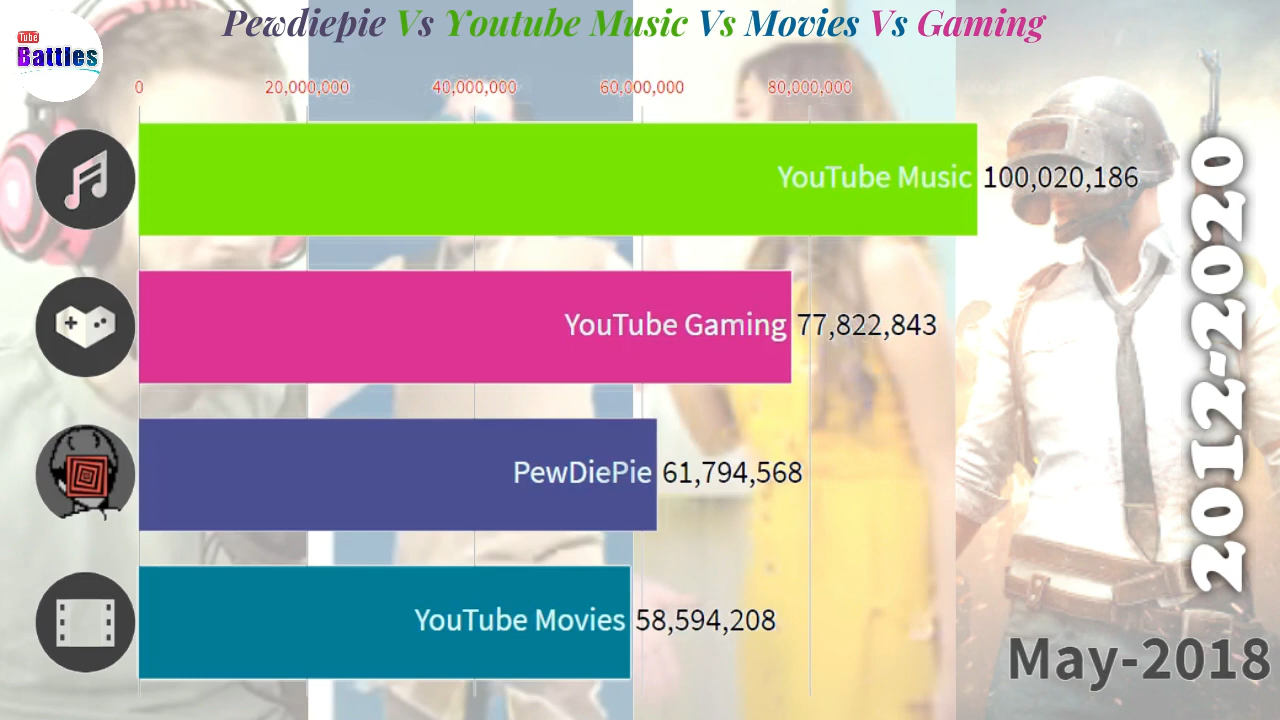 Pewdiepie Vs Youtube Music Vs Movies Vs Gaming
Tube
Battles
0 20,000,000 40,000,000 60,000,000 80,000,000
YouTube Music 100,020,186
YouTube Gaming 77,822,843
PewDiePie 61,794,568
YouTube Movies 58,594,208
2012-2020
May-2018